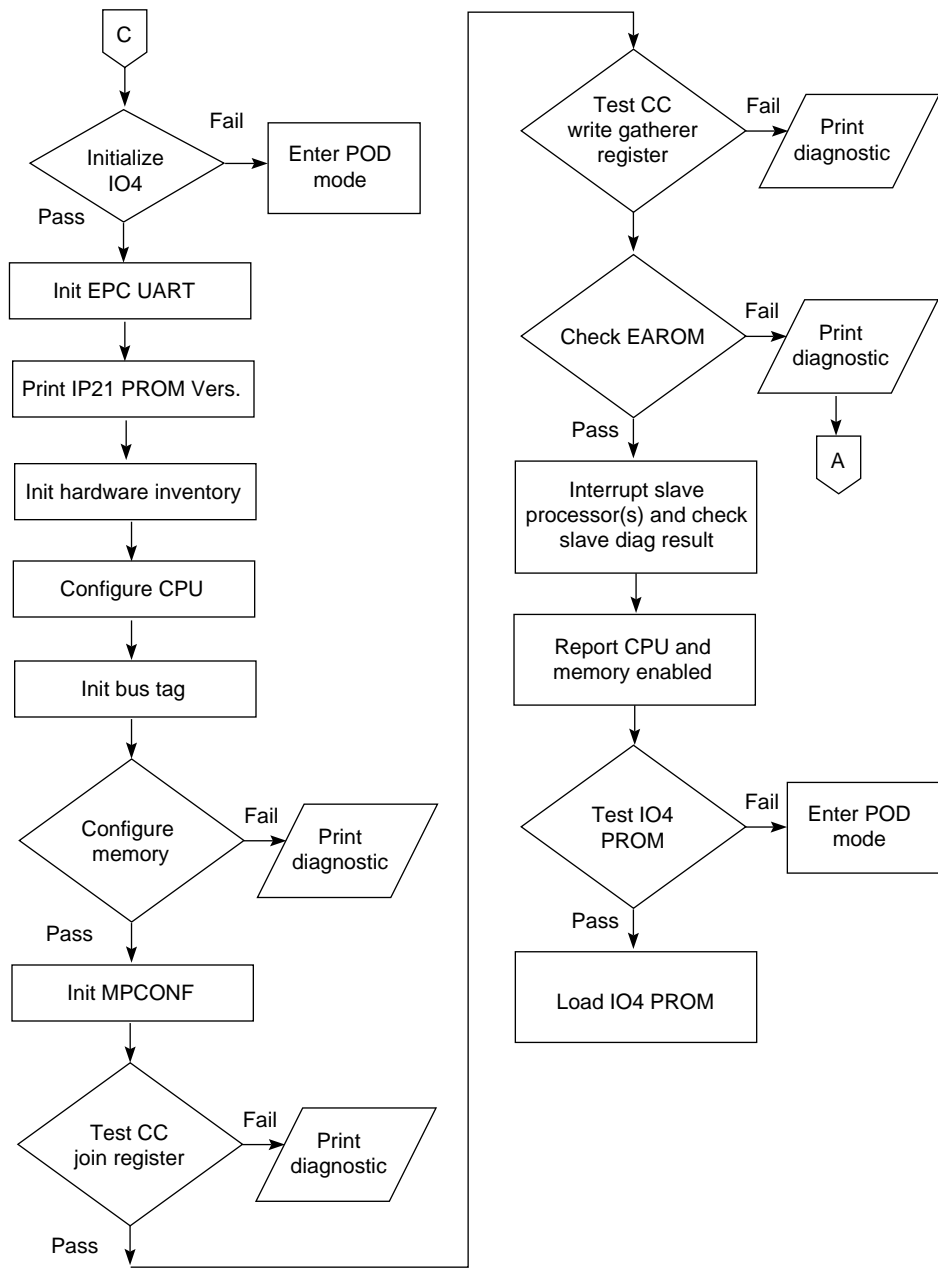 C
Fail
Initialize
IO4
Enter POD
mode
Pass
Init EPC UART
Print IP21 PROM Vers.
Init hardware inventory
Configure CPU
Init bus tag
Configure
memory
Fail
Print
diagnostic
Pass
Init MPCONF
Test CC
join register
Fail
Print
diagnostic
Pass
Test CC
write gatherer
register
Fail
Print
diagnostic
Check EAROM
Fail
Print
diagnostic
Pass
A
Interrupt slave
processor(s) and check
slave diag result
Report CPU and
memory enabled
Test IO4
PROM
Fail
Enter POD
mode
Pass
Load IO4 PROM